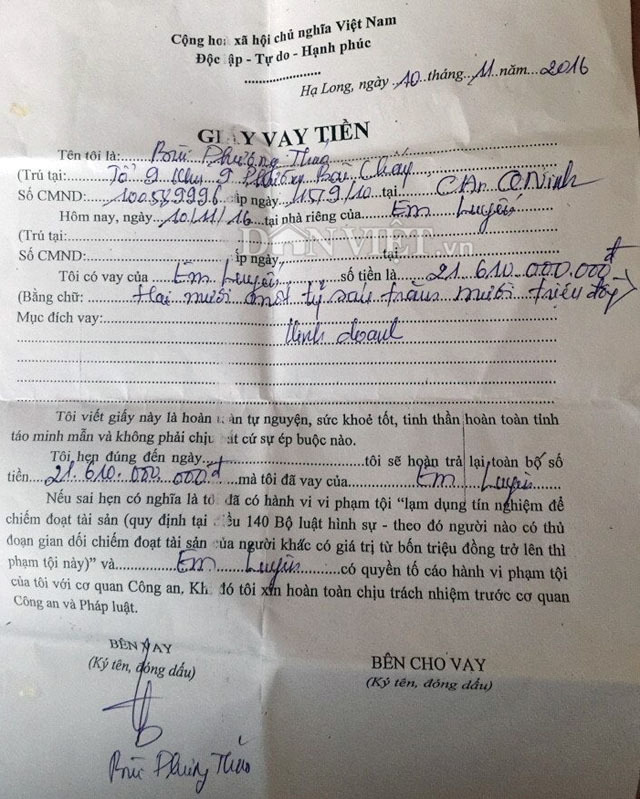 Cộng hoà xã hội chủ nghĩa Việt Nam
Độc lập - Tự do - Hạnh phúc
Hạ Long, ngày 10 tháng 11 năm 2016
GIẤY VAY TIỀN
Tên tôi là: Bùi Phương Thảo
(Trú tại: Tổ 9 Khu 9 Phường Bãi Cháy
Số CMND: 100589996 cấp ngày 15/9/10 tại CAr. QNinh
Hôm nay, ngày 10/11/16 tại nhà riêng của Em Luyến
(Trú tại:
DÂN VIỆT.vn
Số CMND: cấp ngày tại
Tôi có vay của Em Luyến số tiền là 21 610 000.000đ
(Bằng chữ: Hai mươi mốt tỷ sáu trăm mười triệu đồng)
Mục đích vay:
Kinh doanh
Tôi viết giấy này là hoàn toàn tự nguyện, sức khoẻ tốt, tinh thần hoàn toàn tỉnh
táo minh mẫn và không phải chịu bất cứ sự ép buộc nào.
Tôi hẹn đúng đến ngày tôi sẽ hoàn trả lại toàn bộ số
tiền 21.610.000.000đ mà tôi đã vay của Em Luyến
Nếu sai hẹn có nghĩa là tôi đã có hành vi vi phạm tội “lạm dụng tín nghiệm để
chiếm đoạt tài sản (quy định tại điều 140 Bộ luật hình sự - theo đó người nào có thủ
đoạn gian dối chiếm đoạt tài sản của người khác có giá trị từ bốn triệu đồng trở lên thì
phạm tội này)” và Em Luyến có quyền tố cáo hành vi phạm tội
của tôi với cơ quan Công an, Khi đó tôi xin hoàn toàn chịu trách nhiệm trước cơ quan
Công an và Pháp luật.
BÊN VAY
(Ký tên, đóng dấu)
BÊN CHO VAY
(Ký tên, đóng dấu)
Bùi Phương Thảo